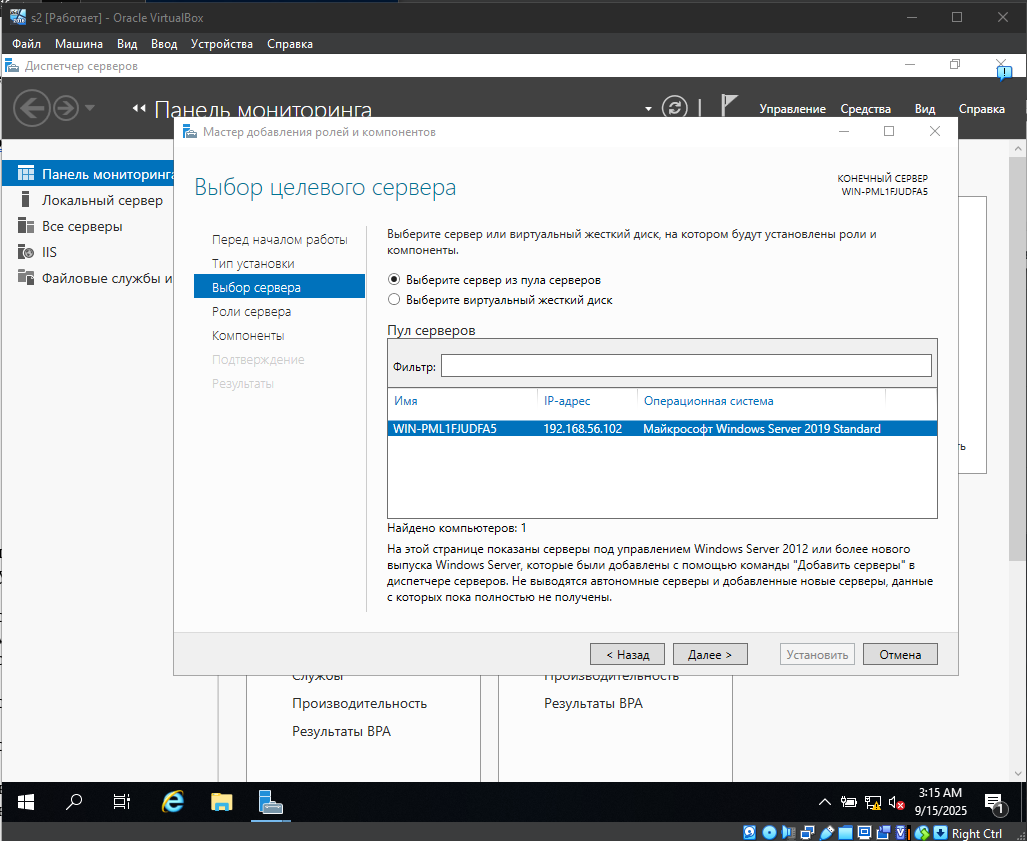 s2 [Работает] - Oracle VirtualBox
Файл Машина Вид Ввод Устройства Справка
Диспетчер серверов
Панель мониторинга
Управление Средства Вид Справка
Панель мониторинга
Локальный сервер
Все серверы
IIS
Файловые службы и
Мастер добавления ролей и компонентов
Выбор целевого сервера
КОНЕЧНЫЙ СЕРВЕР
WIN-PML1FJUDFA5
Перед началом работы
Тип установки
Выбор сервера
Роли сервера
Компоненты
Подтверждение
Результаты
Выберите сервер или виртуальный жесткий диск, на котором будут установлены роли и
компоненты.
Выберите сервер из пула серверов
Выберите виртуальный жесткий диск
Пул серверов
Фильтр:
Имя IP-адрес Операционная система
WIN-PML1FJUDFA5 192.168.56.102 Майкрософт Windows Server 2019 Standard
Найдено компьютеров: 1
На этой странице показаны серверы под управлением Windows Server 2012 или более нового
выпуска Windows Server, которые были добавлены с помощью команды "Добавить серверы" в
диспетчере серверов. Не выводятся автономные серверы и добавленные новые серверы, данные
с которых пока полностью не получены.
< Назад Далее > Установить Отмена
Службы
Производительность
Результаты BPA
Производительность
Результаты BPA
3:15 AM
9/15/2025
1
Right Ctrl